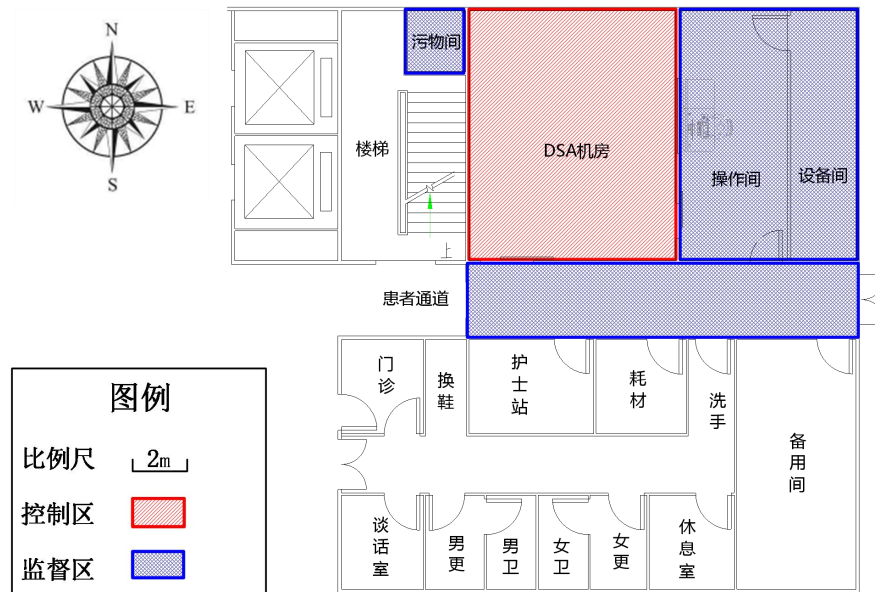 N
W
E
S
污物间
楼梯
DSA机房
操作间
设备间
N
上
患者通道
门诊
换鞋
护士站
耗材
洗手
备用间
谈话室
男更
男卫
女卫
女更
休息室
图例
比例尺 2m
控制区
监督区